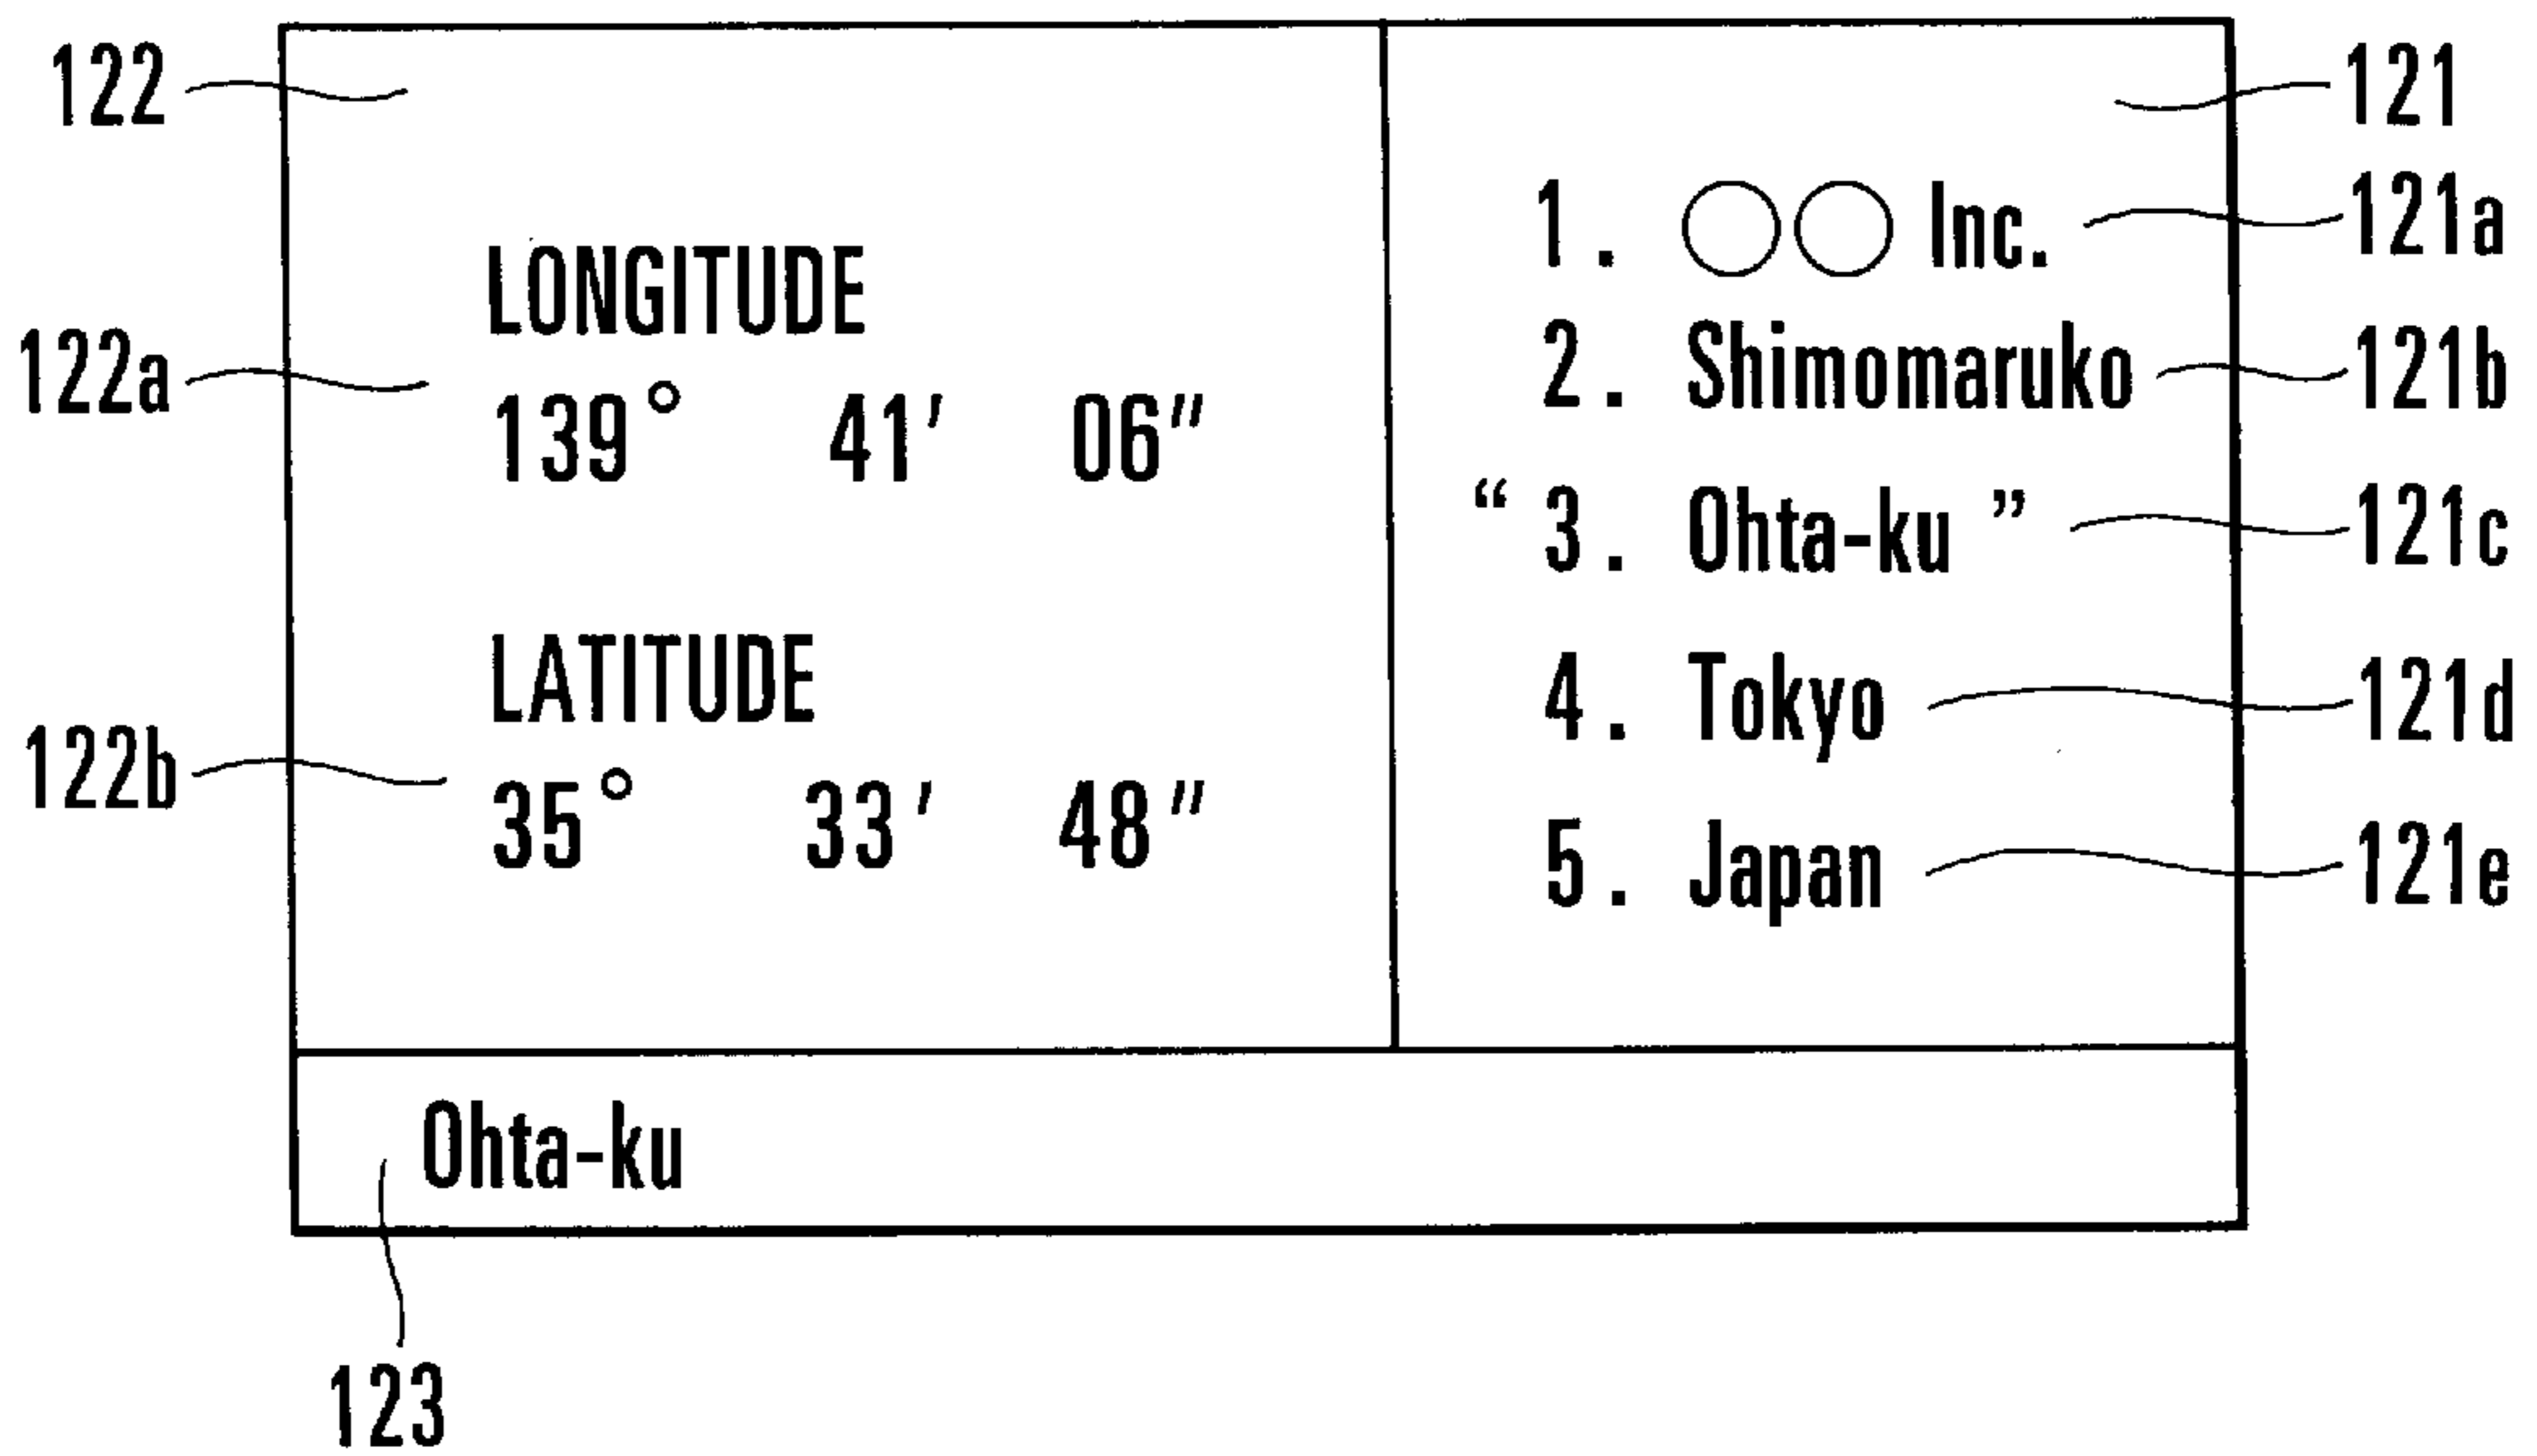 122
LONGITUDE
122a
139° 41′ 06″
LATITUDE
122b
35° 33′ 48″
121
1. ○○ Inc. 121a
2. Shimomaruko 121b
“ 3. Ohta-ku ” 121c
4. Tokyo 121d
5. Japan 121e
Ohta-ku
123